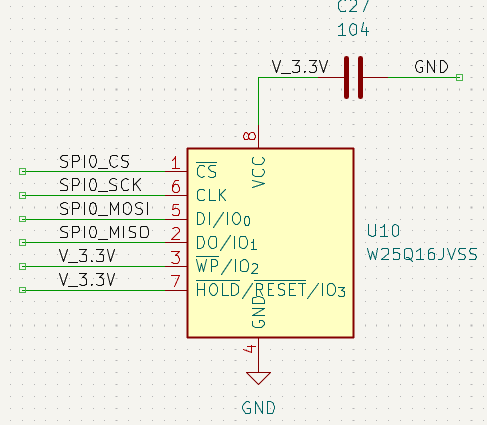 C27
104
V_3.3V
GND
8
VCC
SPI0_CS 1 CS
SPI0_SCK 6 CLK
SPI0_MOSI 5 DI/IO0
SPI0_MISO 2 DO/IO1
V_3.3V 3 WP/IO2
V_3.3V 7 HOLD/RESET/IO3
U10
W25Q16JVSS
GND
4
GND